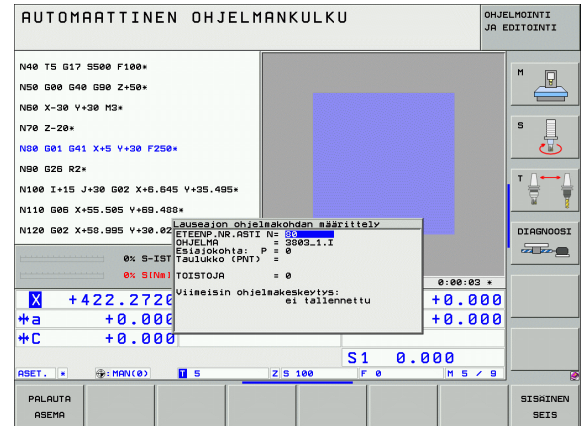 AUTOMAATTINEN OHJELMANKULKU
OHJELMOINTI
JA EDITOINTI
N40 T5 G17 S500 F100*
N50 G00 G40 G90 Z+50*
N60 X-30 Y+30 M3*
N70 Z-20*
N80 G01 G41 X+5 Y+30 F250*
N90 G26 R2*
N100 I+15 J+30 G02 X+6.645 Y+35.495*
N110 G06 X+55.505 Y+69.488*
N120 G02 X+58.995 Y+30.02
Lauseajon ohjelmakohdan määrittely
ETEENP.NR.ASTI N= 80
OHJELMA = 3803_1.I
Esiajokohta: P = 0
Taulukko (PNT) =
TOISTOJA = 0
Viimeisin ohjelmakeskeytys:
ei tallennettu
0% S-IST
0% S[Nm]
0:00:03 *
X +422.2720
+0.000
a +0.000
+0.000
C +0.000
S1 0.000
ASET. * :MAN(0) T 5 Z S 100 F 0 M 5 / 9
M
S
T
DIAGNOOSI
PALAUTA
ASEMA
SISÄINEN
SEIS